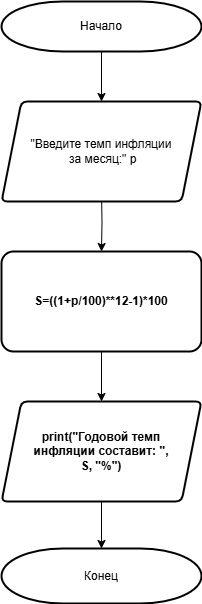 Начало
"Введите темп инфляции
за месяц:" p
S=((1+p/100)**12-1)*100
print("Годовой темп
инфляции составит: ",
S, "%")
Конец